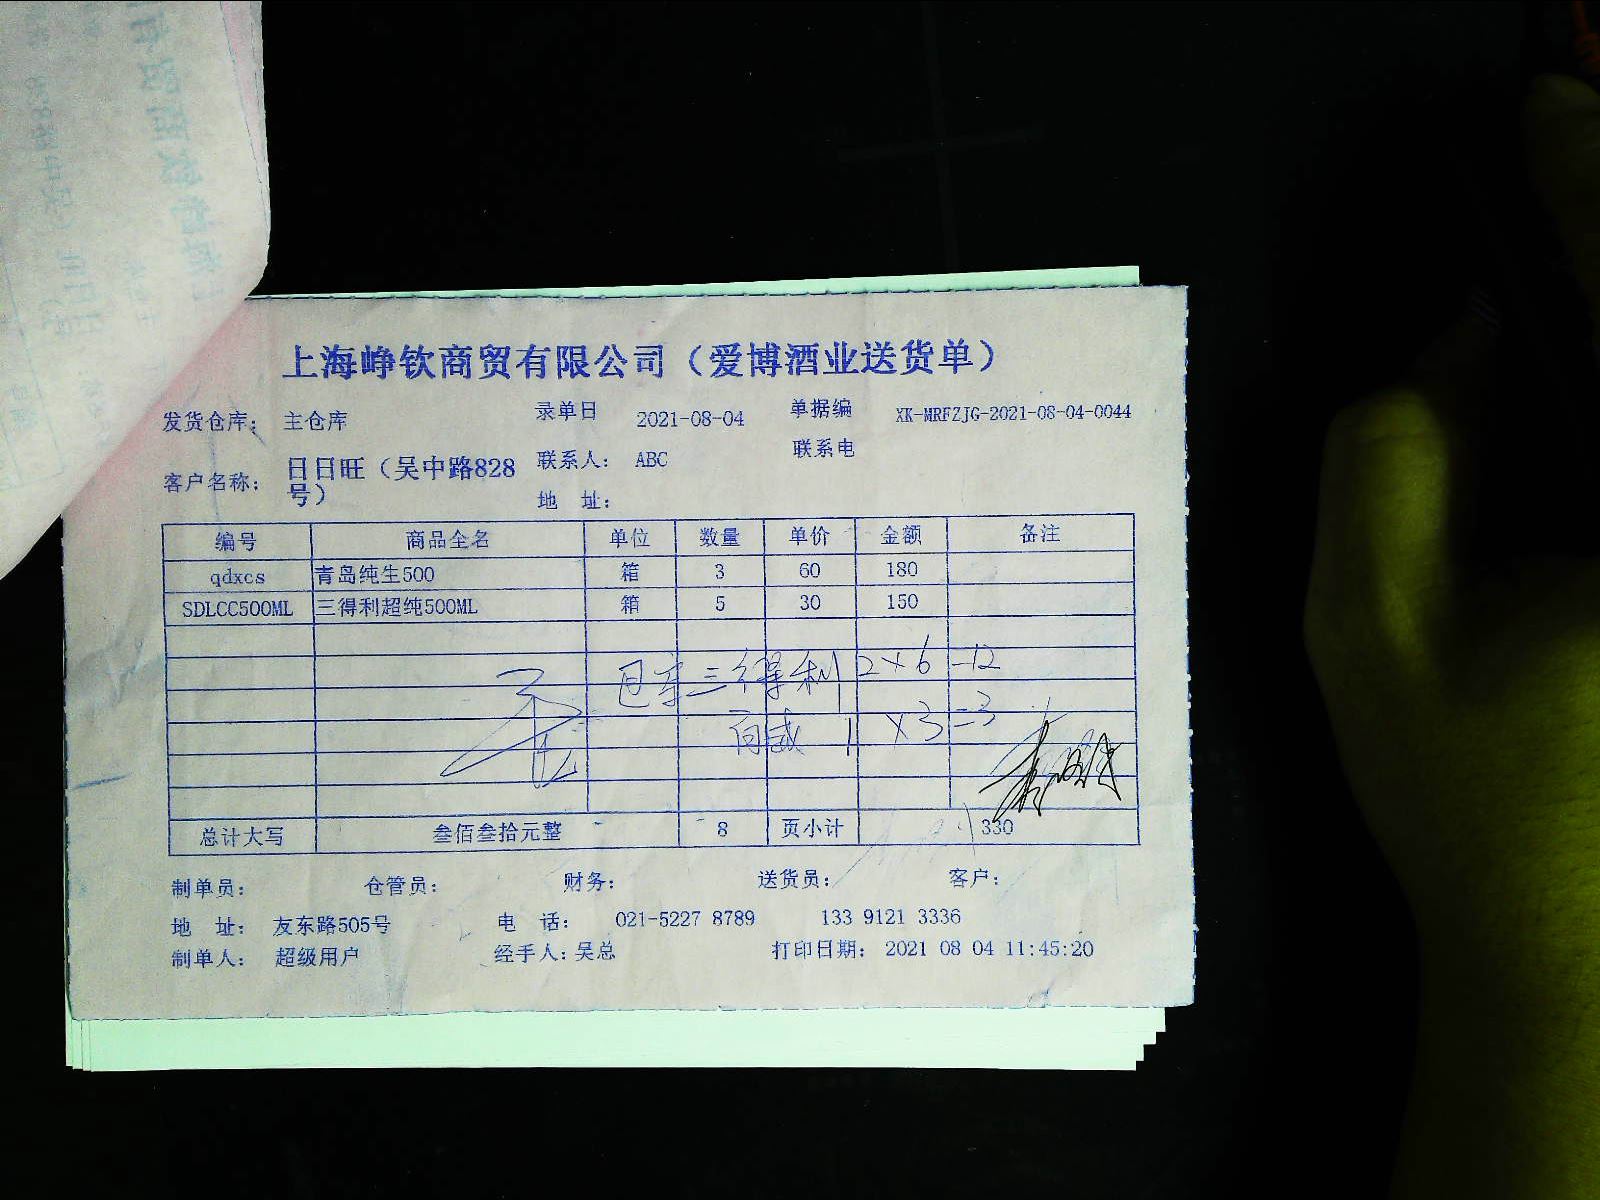 上海峥钦商贸有限公司（爱博酒业送货单）
发货仓库： 主仓库 录单日 2021-08-04 单据编 XK-MRFZJG-2021-08-04-0044
客户名称： 日日旺（吴中路828号） 联系人： ABC 联系电
地 址：
编号 商品全名 单位 数量 单价 金额 备注
qdxcs 青岛纯生500 箱 3 60 180
SDLCC500ML 三得利超纯500ML 箱 5 30 150
三得利 2×6=12
1 ×3=3
总计大写 叁佰叁拾元整 8 页小计 330
制单员： 仓管员： 财务： 送货员： 客户：
地 址： 友东路505号 电 话： 021-5227 8789 133 9121 3336
制单人： 超级用户 经手人：吴总 打印日期： 2021 08 04 11:45:20